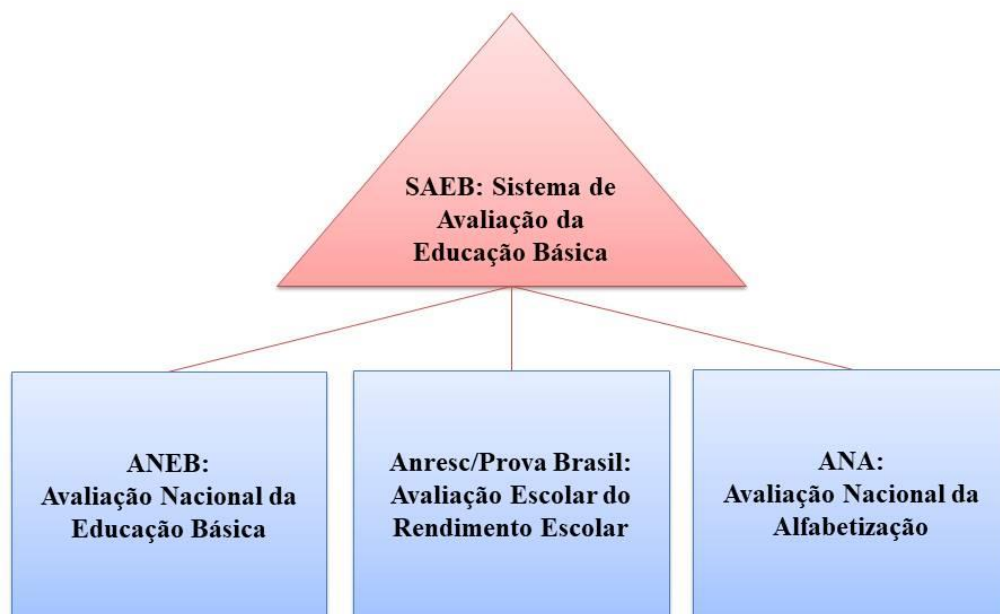 SAEB: Sistema de
Avaliação da
Educação Básica
ANEB:
Avaliação Nacional da
Educação Básica
Anresc/Prova Brasil:
Avaliação Escolar do
Rendimento Escolar
ANA:
Avaliação Nacional da
Alfabetização